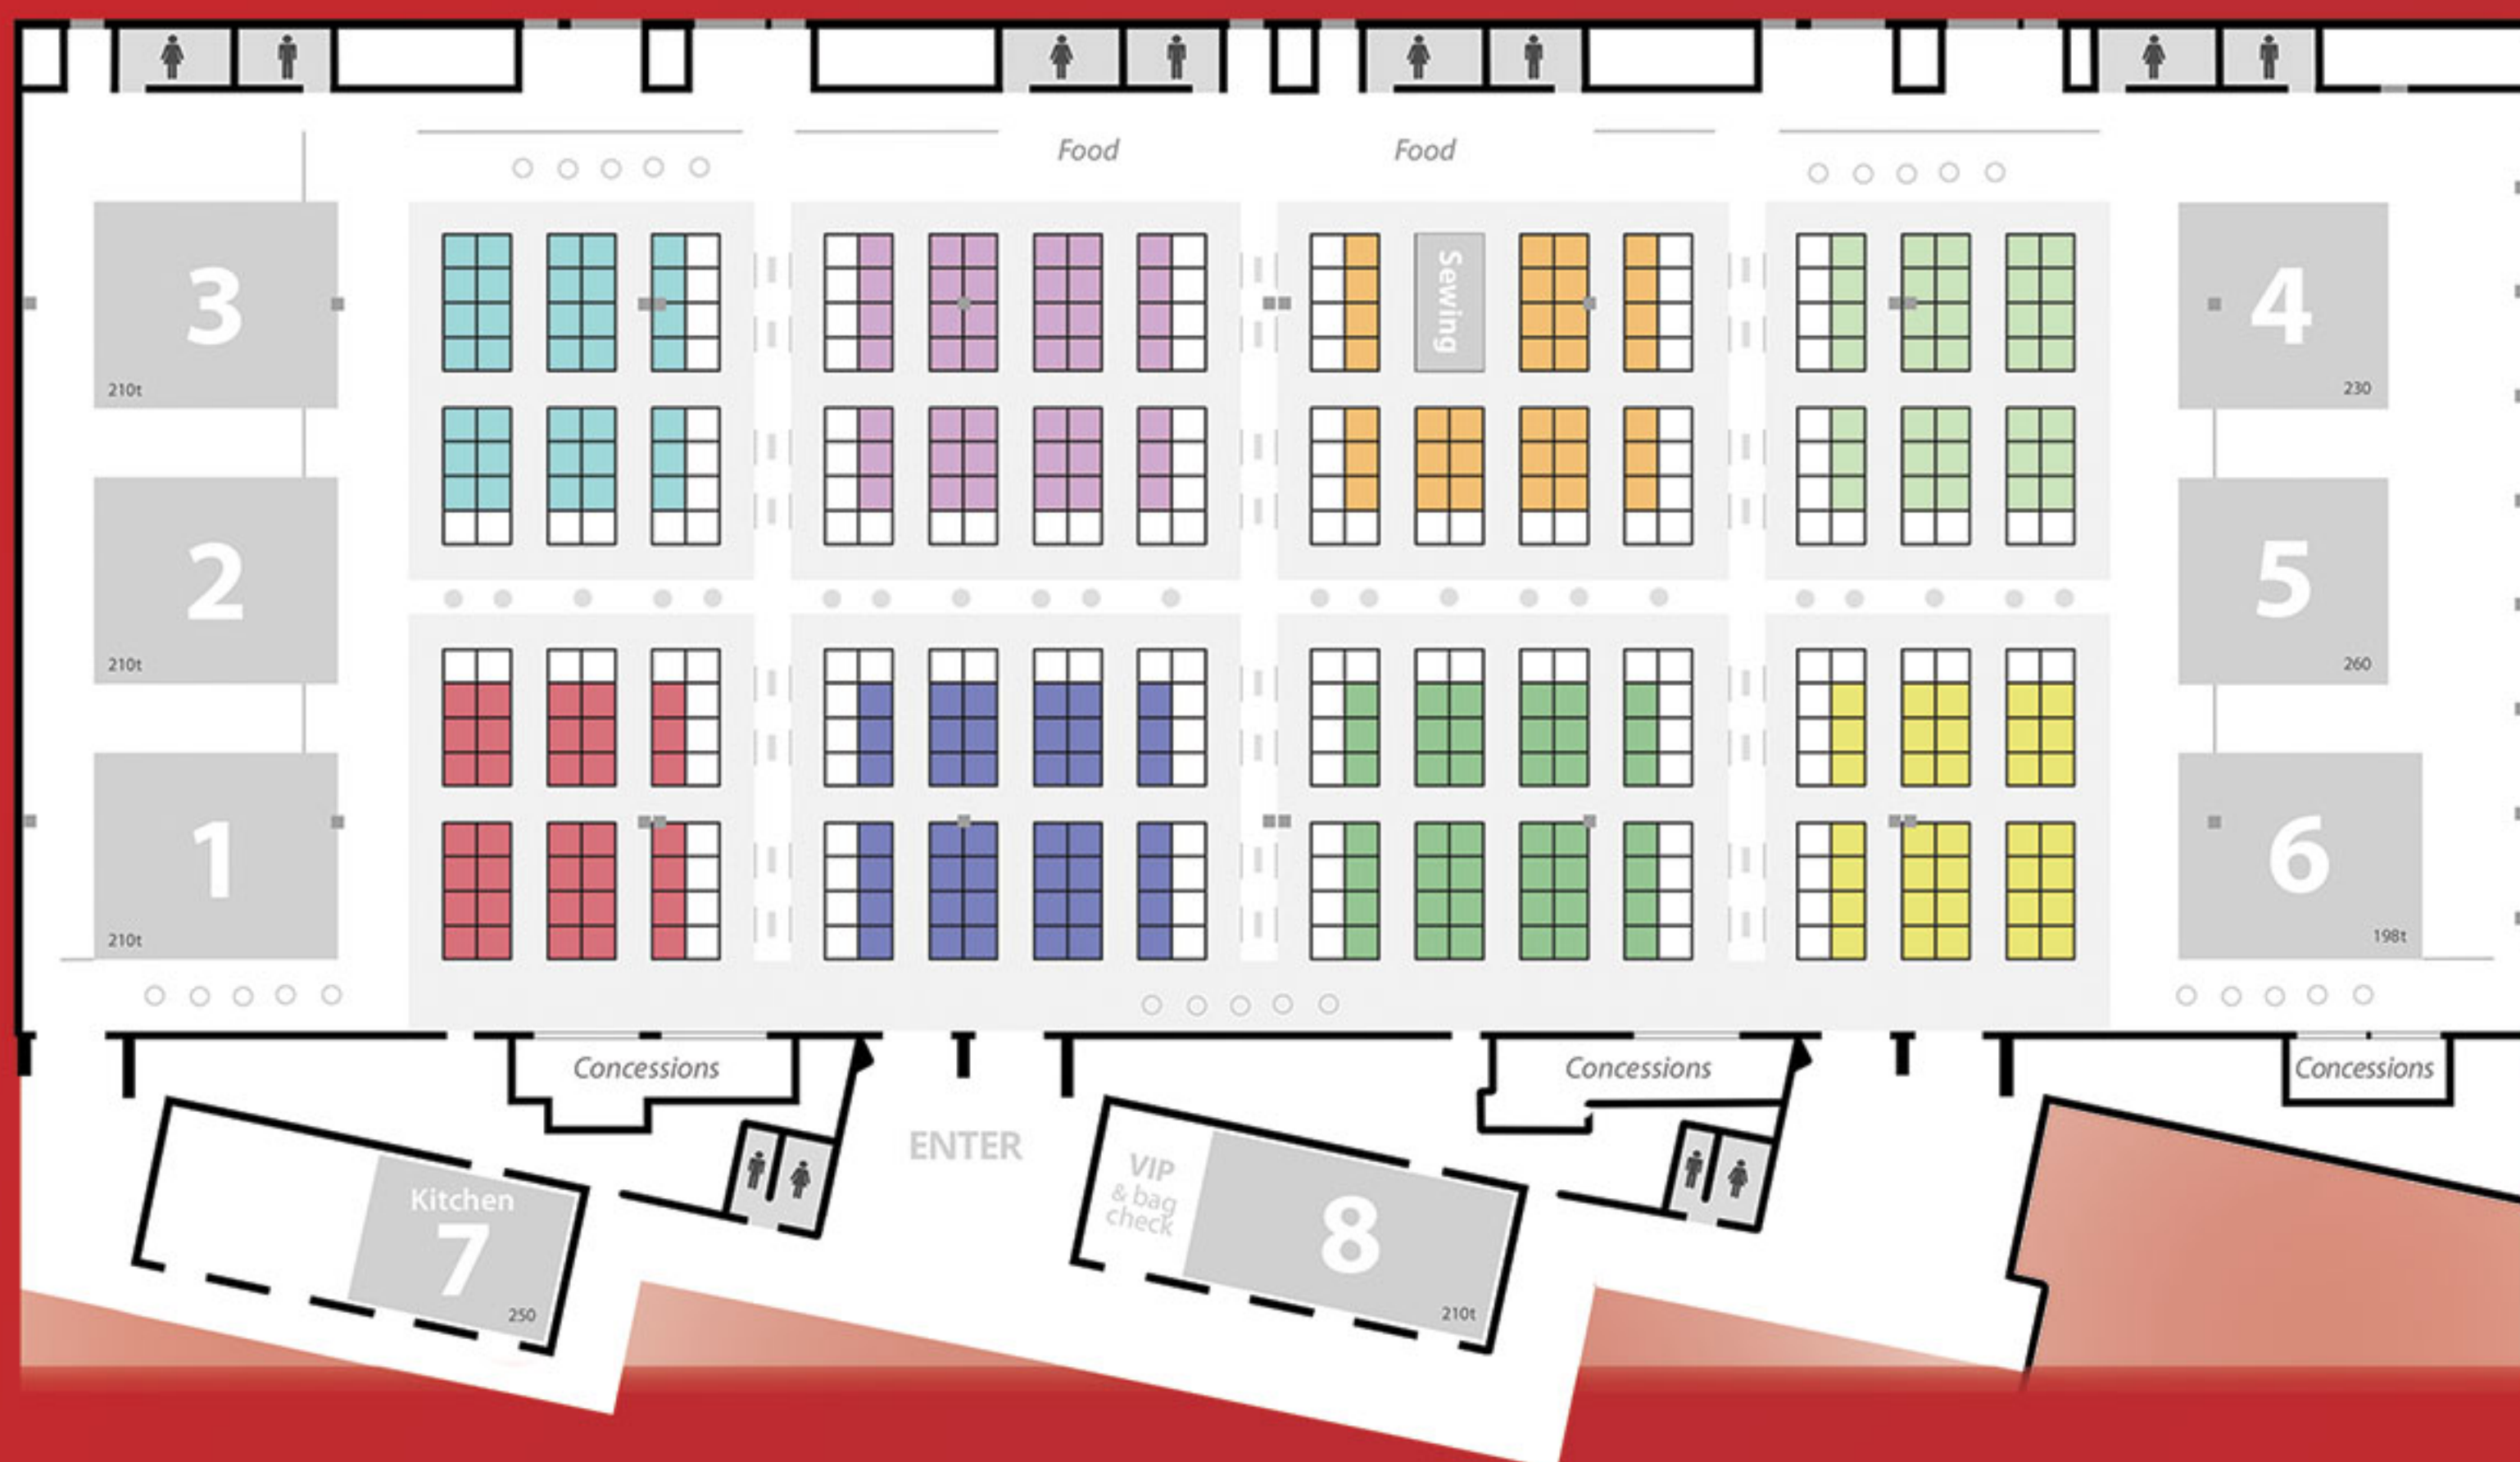 Food
Food
3
210t
Sewing
4
230
2
210t
5
260
1
210t
6
198t
Concessions
Concessions
Concessions
ENTER
VIP
& bag
check
Kitchen
7
250
8
210t